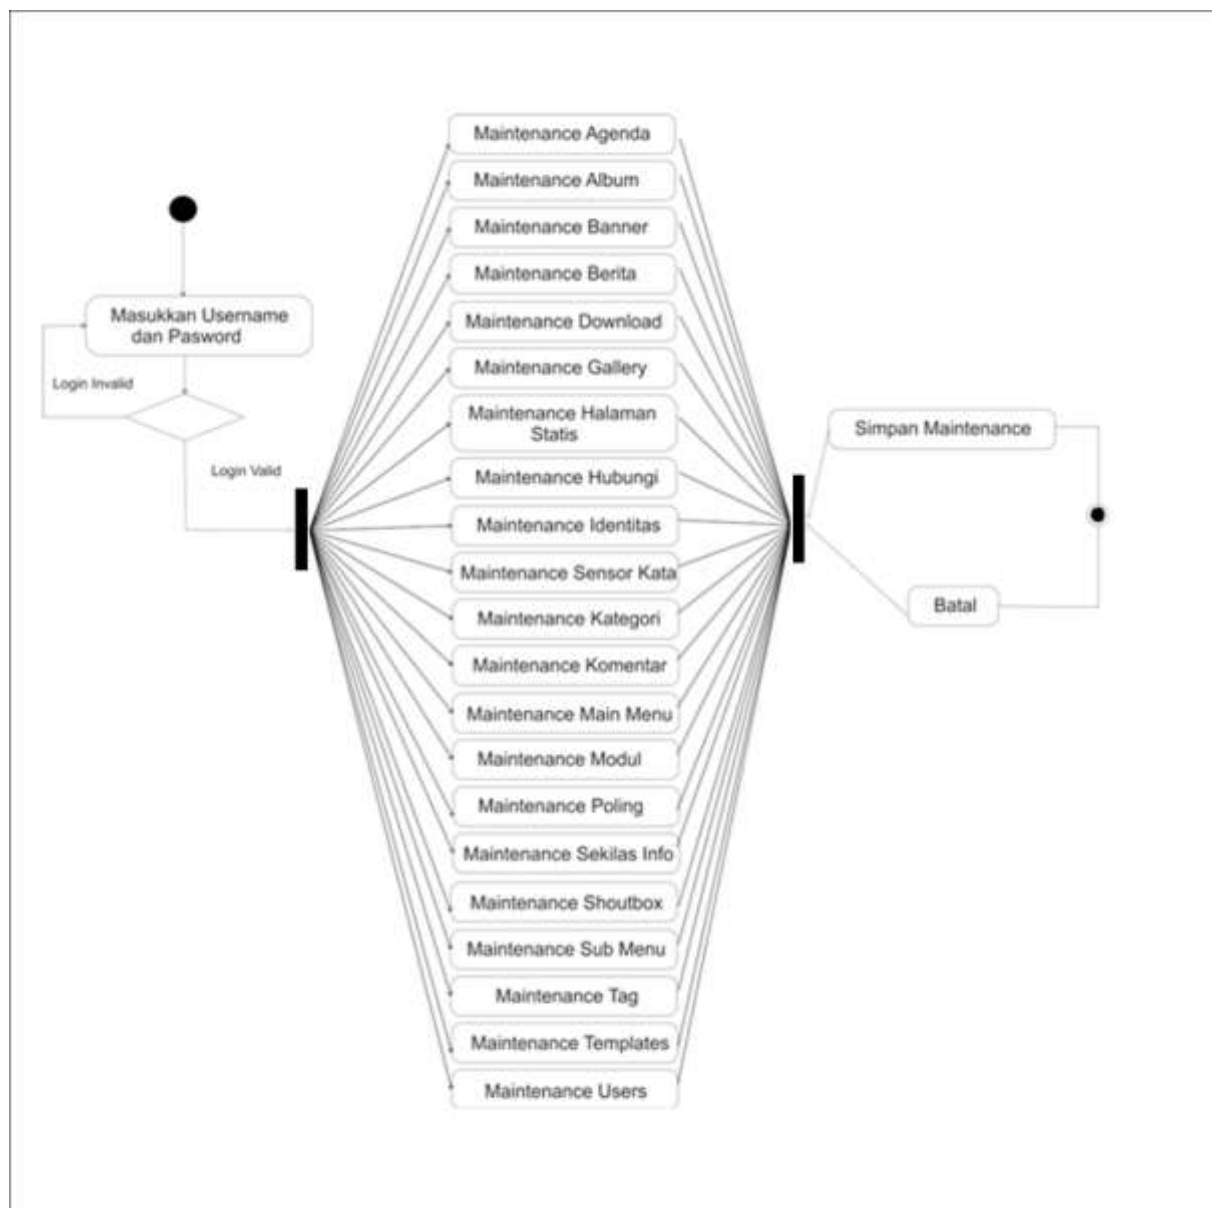 Masukkan Username
dan Pasword
Login Invalid
Login Valid
Maintenance Agenda
Maintenance Album
Maintenance Banner
Maintenance Berita
Maintenance Download
Maintenance Gallery
Maintenance Halaman
Statis
Maintenance Hubungi
Maintenance Identitas
Maintenance Sensor Kata
Maintenance Kategori
Maintenance Komentar
Maintenance Main Menu
Maintenance Modul
Maintenance Poling
Maintenance Sekilas Info
Maintenance Shoutbox
Maintenance Sub Menu
Maintenance Tag
Maintenance Templates
Maintenance Users
Simpan Maintenance
Batal